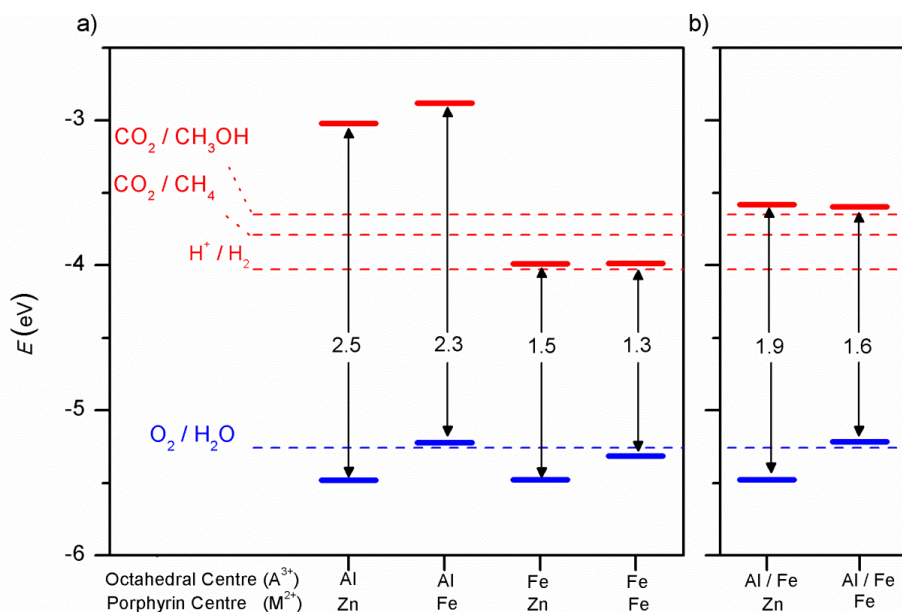 a)
b)
-3
CO₂ / CH₃OH
CO₂ / CH₄
H⁺ / H₂
-4
E (eV)
2.5
2.3
1.5
1.3
1.9
1.6
O₂ / H₂O
-5
-6
Octahedral Centre (A³⁺) Al Al Fe Fe Al / Fe Al / Fe
Porphyrin Centre (M²⁺) Zn Fe Zn Fe Zn Fe